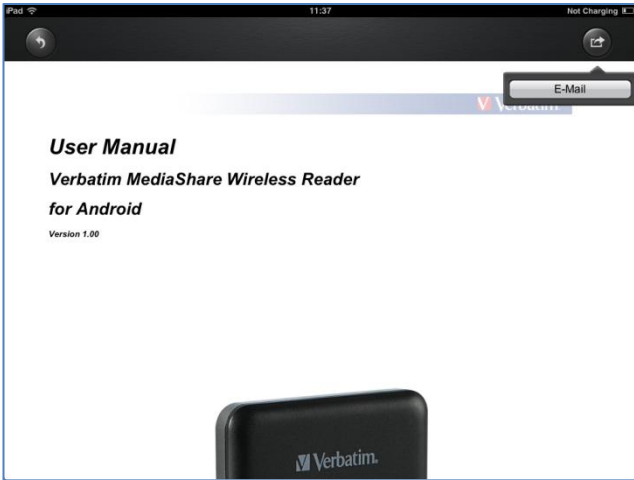 iPad 11:37 Not Charging
E-Mail
Verbatim
User Manual
Verbatim MediaShare Wireless Reader
for Android
Version 1.00
Verbatim.